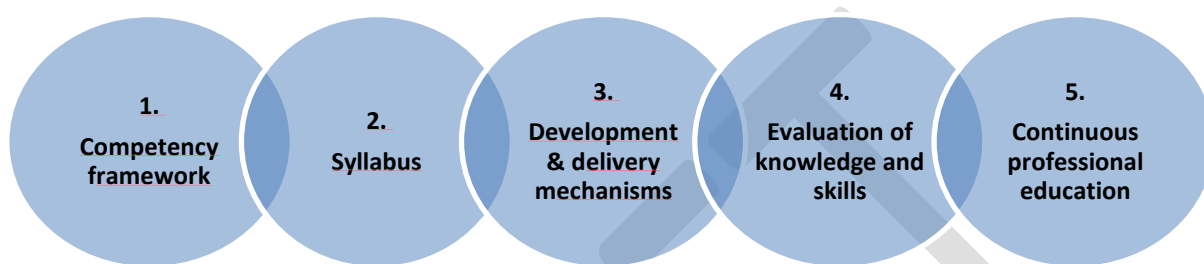 1.
Competency
framework
2.
Syllabus
3.
Development
& delivery
mechanisms
4.
Evaluation of
knowledge and
skills
5.
Continuous
professional
education